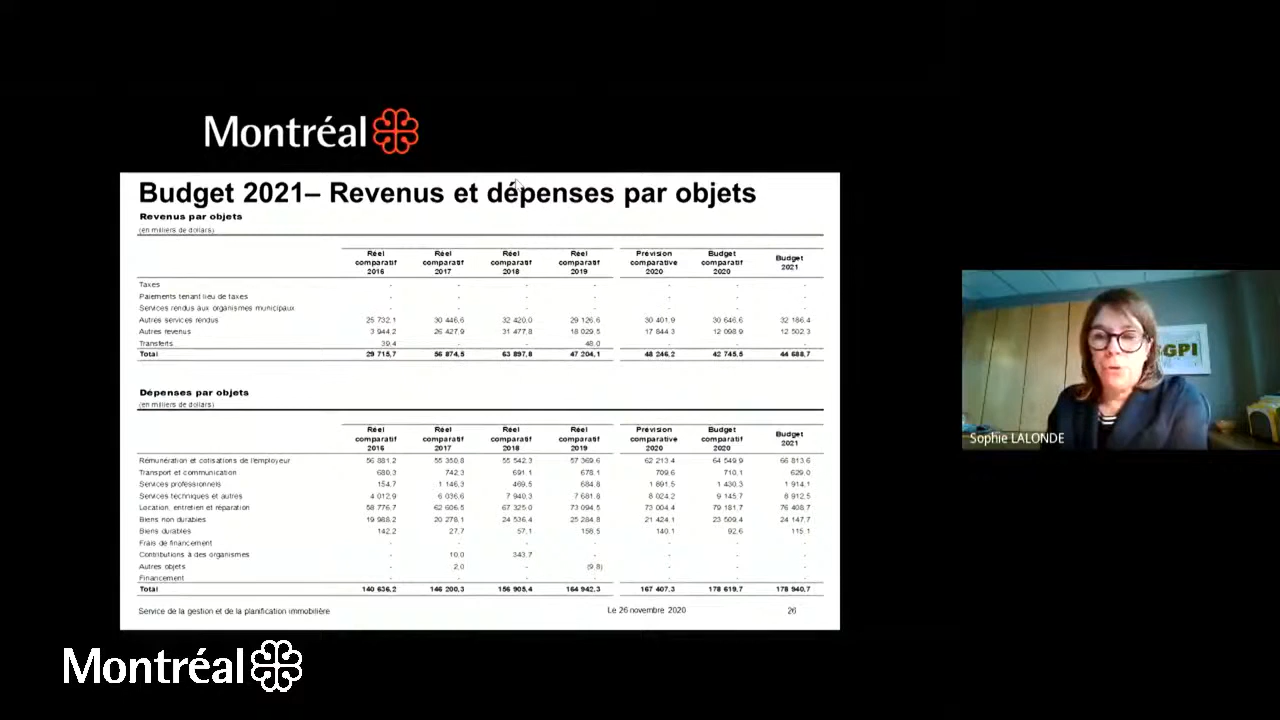 Montréal
Budget 2021– Revenus et dépenses par objets
Revenus par objets
(en milliers de dollars)
Réel comparatif 2016 Réel comparatif 2017 Réel comparatif 2018 Réel comparatif 2019 Prévision comparative 2020 Budget comparatif 2020 Budget 2021
Taxes - - - - - - -
Paiements tenant lieu de taxes - - - - - - -
Services rendus aux organismes municipaux - - - - - - -
Autres services rendus 25 732,1 30 446,6 32 420,0 29 126,6 30 401,9 30 646,6 32 186,4
Autres revenus 3 944,2 26 427,9 31 477,8 18 029,5 17 844,3 12 098,9 12 502,3
Transferts 39,4 - - 48,0 - - -
Total 29 715,7 56 874,5 63 897,8 47 204,1 48 246,2 42 745,5 44 688,7
Dépenses par objets
(en milliers de dollars)
Réel comparatif 2016 Réel comparatif 2017 Réel comparatif 2018 Réel comparatif 2019 Prévision comparative 2020 Budget comparatif 2020 Budget 2021
Rémunération et cotisations de l'employeur 56 881,2 55 350,8 55 542,3 57 369,6 62 213,4 64 549,9 66 813,6
Transport et communication 680,3 742,3 691,1 678,1 709,6 710,1 629,0
Services professionnels 154,7 1 146,3 469,5 684,8 1 891,5 1 430,3 1 914,1
Services techniques et autres 4 012,9 6 036,6 7 940,3 7 681,8 8 024,2 9 145,7 8 912,5
Location, entretien et réparation 58 776,7 62 606,5 67 325,0 73 094,5 73 004,4 79 181,7 76 408,7
Biens non durables 19 988,2 20 278,1 24 536,4 25 284,8 21 424,1 23 509,4 24 147,7
Biens durables 142,2 27,7 57,1 158,5 140,1 92,6 115,1
Frais de financement - - - - - - -
Contributions à des organismes - 10,0 343,7 - - - -
Autres objets - 2,0 - (9,8) - - -
Financement - - - - - - -
Total 140 636,2 146 200,3 156 905,4 164 942,3 167 407,3 178 619,7 178 940,7
Service de la gestion et de la planification immobilière Le 26 novembre 2020 26
GPI
Sophie LALONDE
Montréal